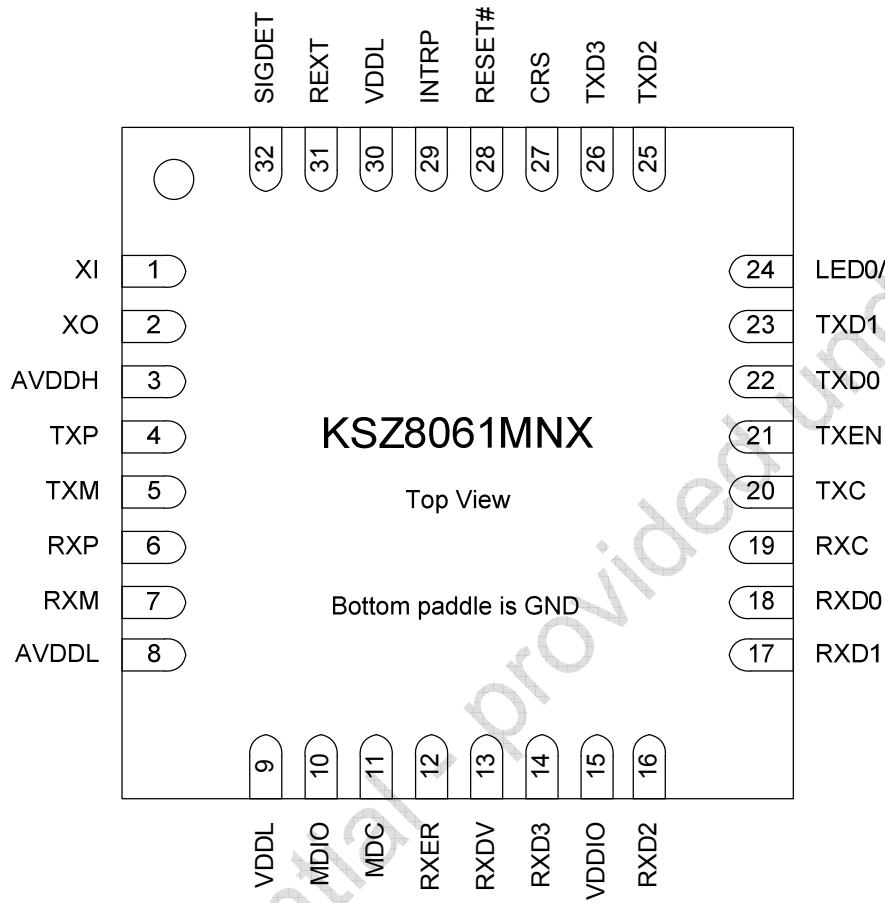 SIGDET
REXT
VDDL
INTRP
RESET#
CRS
TXD3
TXD2
32
31
30
29
28
27
26
25
XI 1
XO 2
AVDDH 3
TXP 4
TXM 5
RXP 6
RXM 7
AVDDL 8
KSZ8061MNX
Top View
Bottom paddle is GND
24 LED0/
23 TXD1
22 TXD0
21 TXEN
20 TXC
19 RXC
18 RXD0
17 RXD1
9
10
11
12
13
14
15
16
VDDL
MDIO
MDC
RXER
RXDV
RXD3
VDDIO
RXD2
- provided